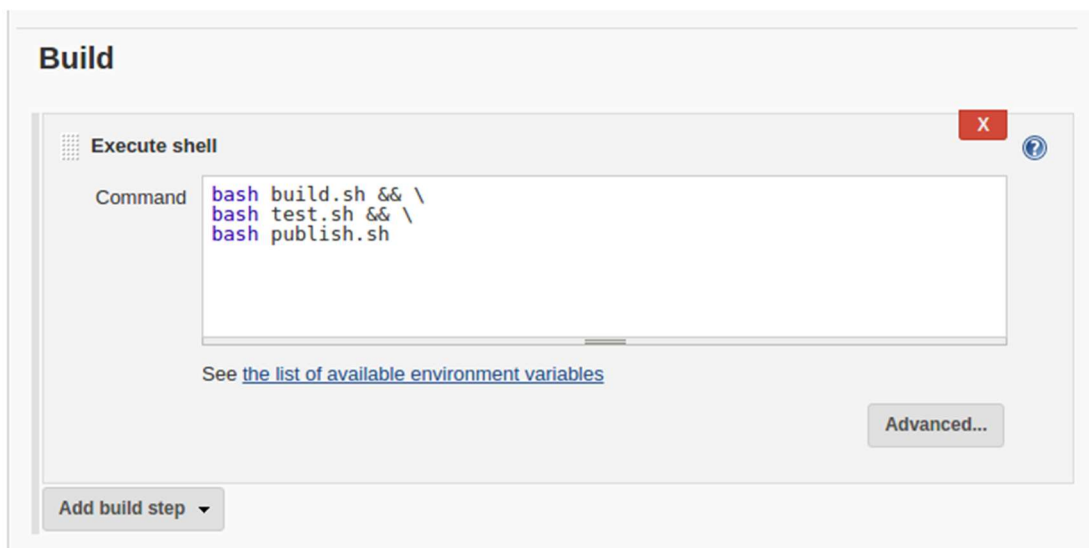 Build
Execute shell
X
?
Command
bash build.sh && \
bash test.sh && \
bash publish.sh
See the list of available environment variables
Advanced...
Add build step